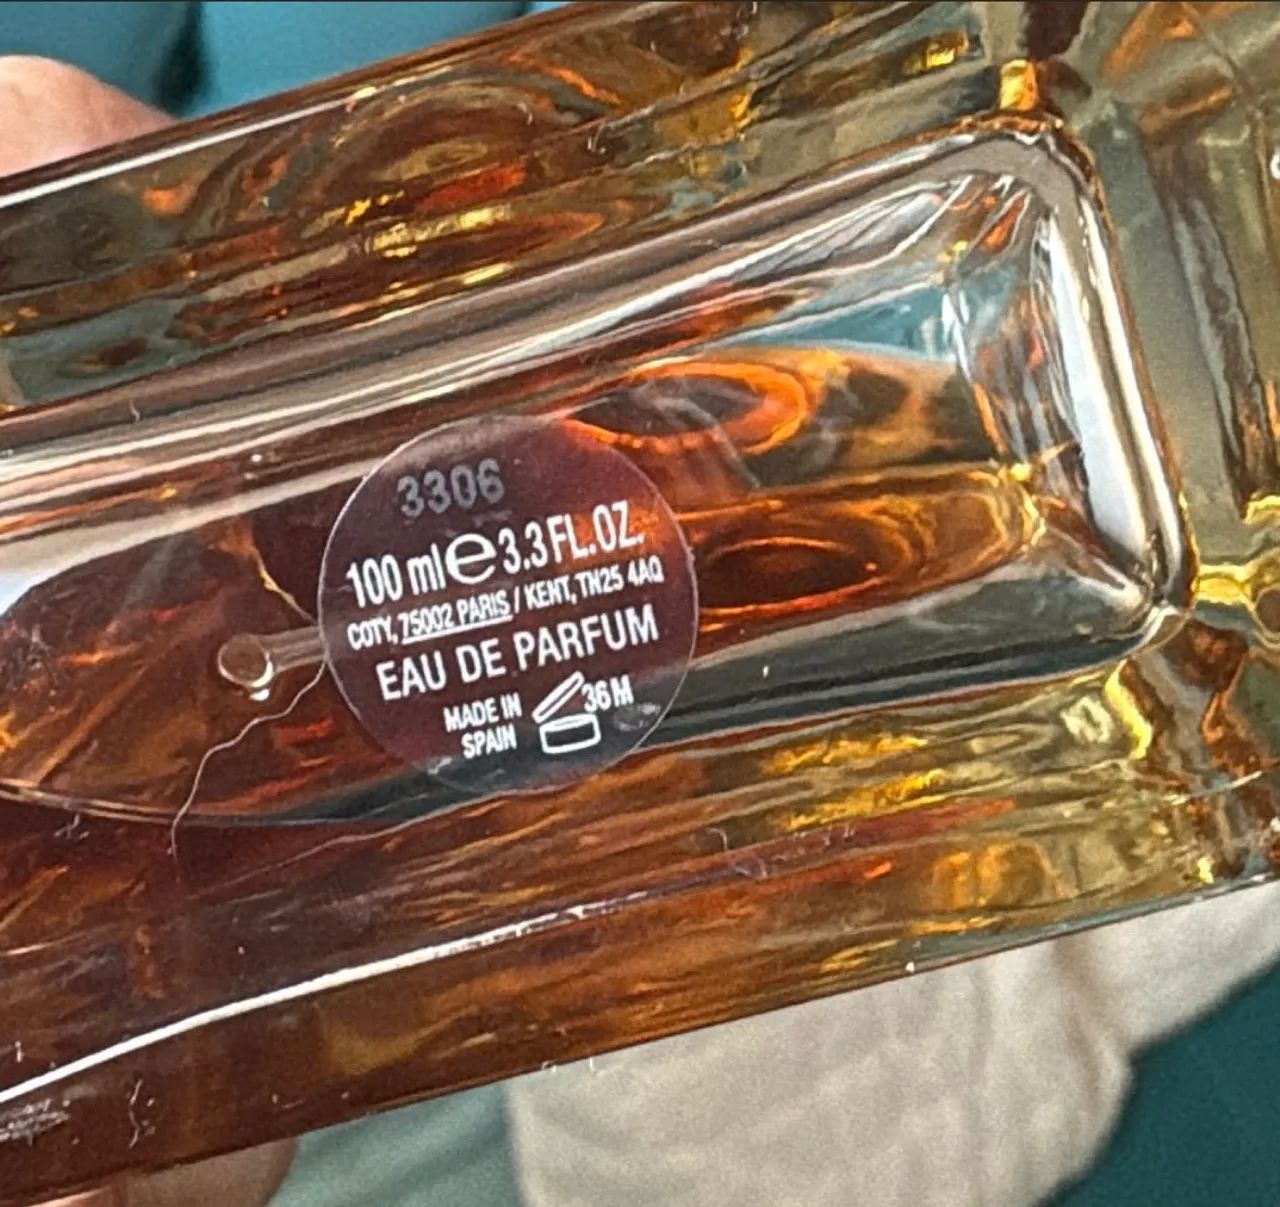 3306
100 ml e 3.3 FL.OZ.
COTY, 75002 PARIS / KENT, TN25 4AQ
EAU DE PARFUM
MADE IN
SPAIN
36 M